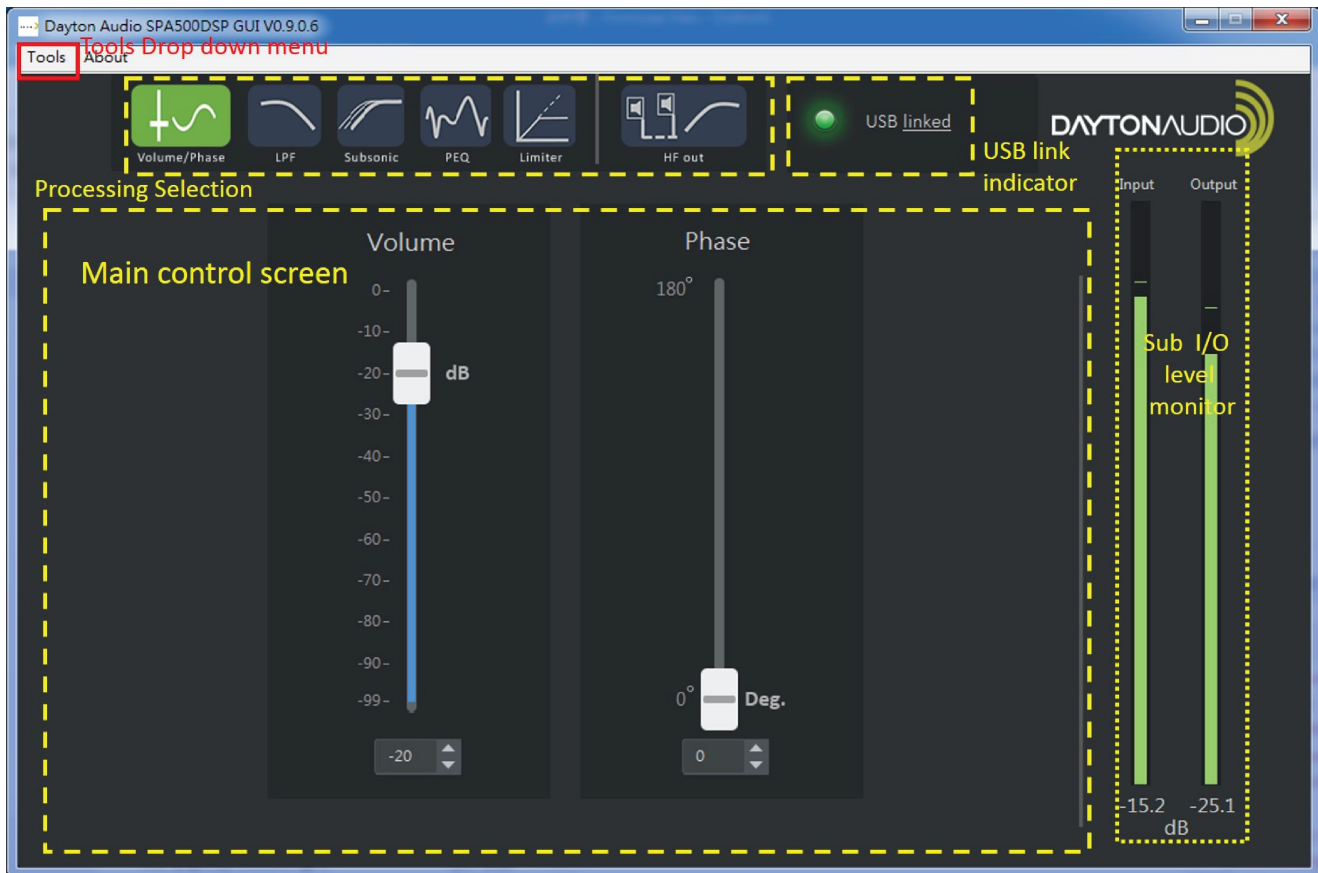 Dayton Audio SPA500DSP GUI V0.9.0.6
Tools Drop down menu
Tools About
Volume/Phase LPF Subsonic PEQ Limiter HF out
USB linked
DAYTON AUDIO
USB link
indicator
Processing Selection
Input Output
Main control screen
Volume
0-
-10-
-20- dB
-30-
-40-
-50-
-60-
-70-
-80-
-90-
-99-
-20
Phase
180°
0° Deg.
0
Sub I/O
level
monitor
-15.2 -25.1
dB